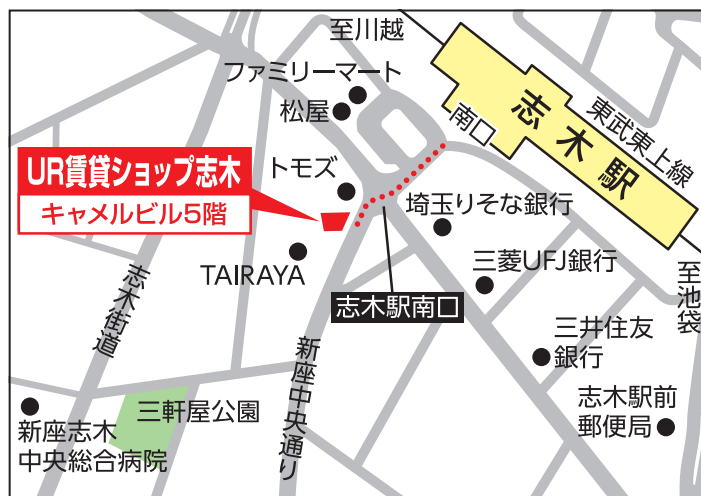 至川越
ファミリーマート
松屋
志木駅
南口
東武東上線
UR賃貸ショップ志木
キャメルビル5階
トモズ
埼玉りそな銀行
TAIRAYA
三菱UFJ銀行
至池袋
志木駅南口
志木街道
三井住友
銀行
新座中央通り
三軒屋公園
志木駅前
郵便局
新座志木
中央総合病院